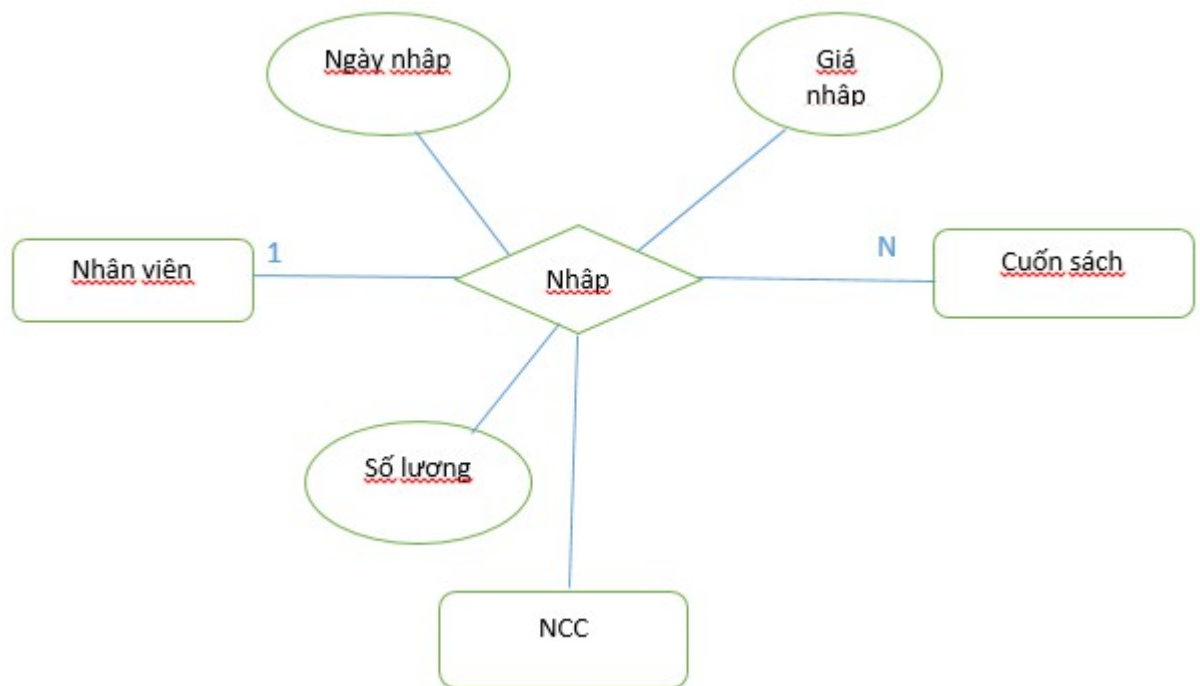 Ngày nhập
Giá
nhập
Nhân viên
1
Nhập
N
Cuốn sách
Số lượng
NCC